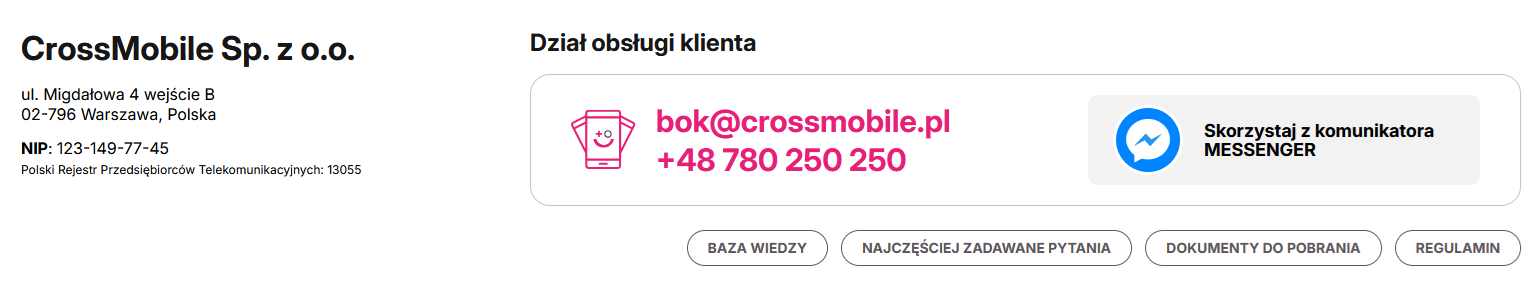 CrossMobile Sp. z o.o.
ul. Migdałowa 4 wejście B
02-796 Warszawa, Polska
NIP: 123-149-77-45
Polski Rejestr Przedsiębiorców Telekomunikacyjnych: 13055
Dział obsługi klienta
bok@crossmobile.pl
+48 780 250 250
Skorzystaj z komunikatora
MESSENGER
BAZA WIEDZY
NAJCZĘŚCIEJ ZADAWANE PYTANIA
DOKUMENTY DO POBRANIA
REGULAMIN